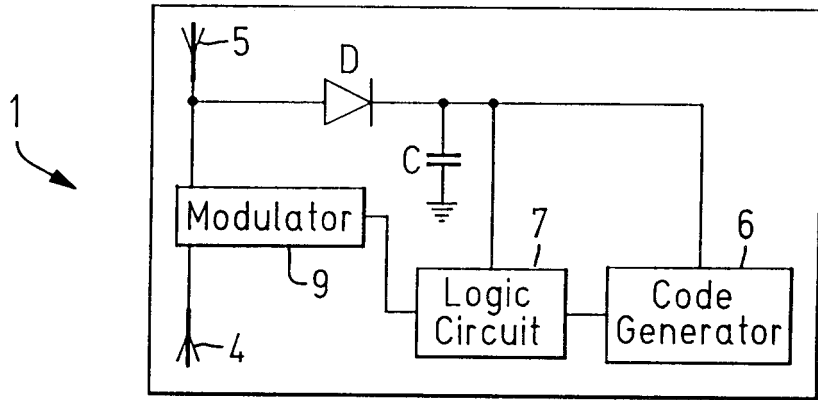 5
D
1
C
Modulator
7
6
9
Logic
Circuit
Code
Generator
4